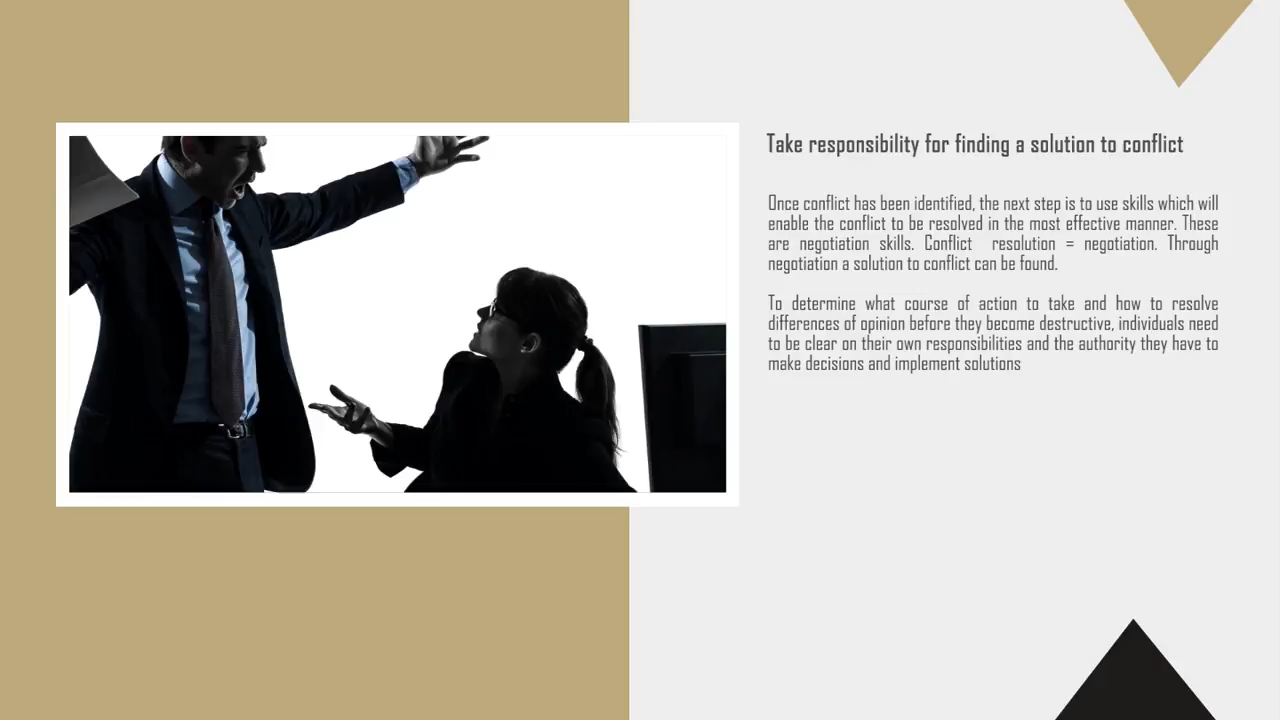 Take responsibility for finding a solution to conflict
Once conflict has been identified, the next step is to use skills which will
enable the conflict to be resolved in the most effective manner. These
are negotiation skills. Conflict resolution = negotiation. Through
negotiation a solution to conflict can be found.
To determine what course of action to take and how to resolve
differences of opinion before they become destructive, individuals need
to be clear on their own responsibilities and the authority they have to
make decisions and implement solutions